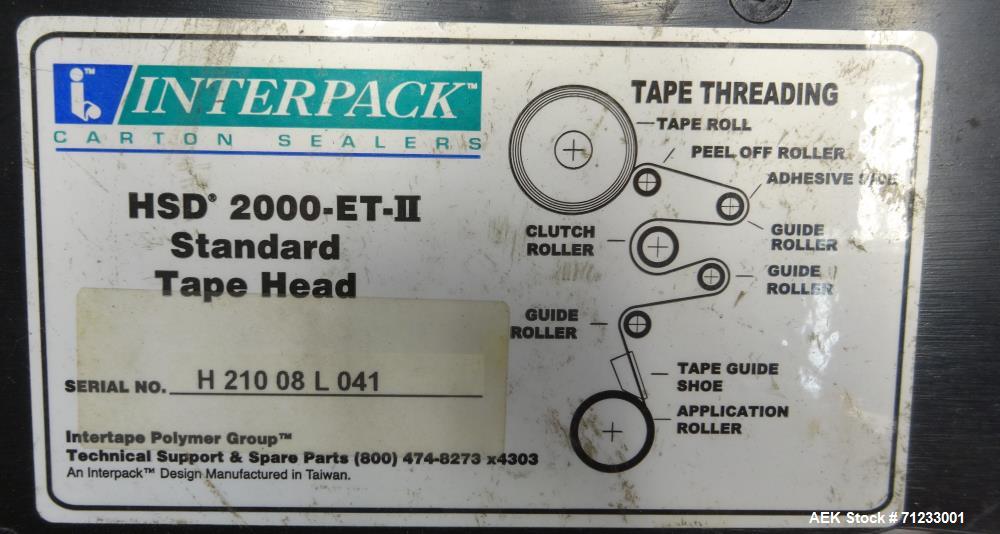 i™ INTERPACK™
CARTON SEALERS
HSD® 2000-ET-II
Standard
Tape Head
SERIAL NO. H 210 08 L 041
Intertape Polymer Group™
Technical Support & Spare Parts (800) 474-8273 x4303
An Interpack™ Design Manufactured in Taiwan.
TAPE THREADING
TAPE ROLL
PEEL OFF ROLLER
ADHESIVE SIDE
CLUTCH
ROLLER
GUIDE
ROLLER
GUIDE
ROLLER
GUIDE
ROLLER
TAPE GUIDE
SHOE
APPLICATION
ROLLER
AEK Stock # 71233001